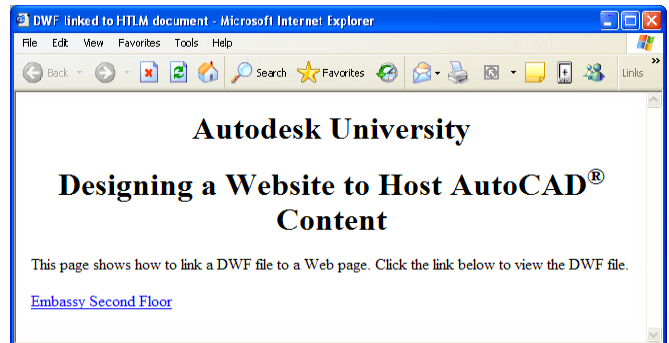 DWF linked to HTLM document - Microsoft Internet Explorer
File Edit View Favorites Tools Help
Back Search Favorites Links »
Autodesk University
Designing a Website to Host AutoCAD®
Content
This page shows how to link a DWF file to a Web page. Click the link below to view the DWF file.
Embassy Second Floor